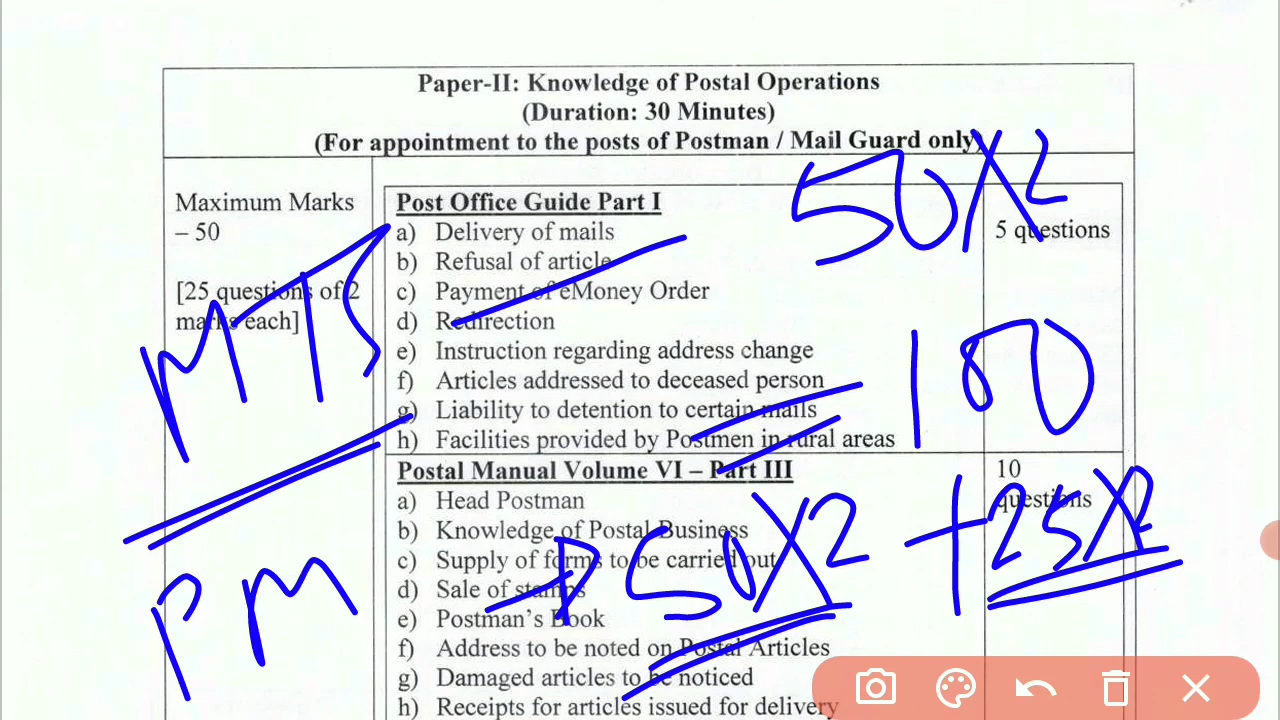 Paper-II: Knowledge of Postal Operations
(Duration: 30 Minutes)
(For appointment to the posts of Postman / Mail Guard only)
Maximum Marks
– 50
[25 questions of 2
marks each]
Post Office Guide Part I
a) Delivery of mails
b) Refusal of article
c) Payment of eMoney Order
d) Redirection
e) Instruction regarding address change
f) Articles addressed to deceased person
g) Liability to detention to certain mails
h) Facilities provided by Postmen in rural areas
5 questions
Postal Manual Volume VI – Part III
a) Head Postman
b) Knowledge of Postal Business
c) Supply of forms to be carried out
d) Sale of stamps
e) Postman's Book
f) Address to be noted on Postal Articles
g) Damaged articles to be noticed
h) Receipts for articles issued for delivery
10
questions
MTS
50X2
= 100
PM
50X2 + 25X2